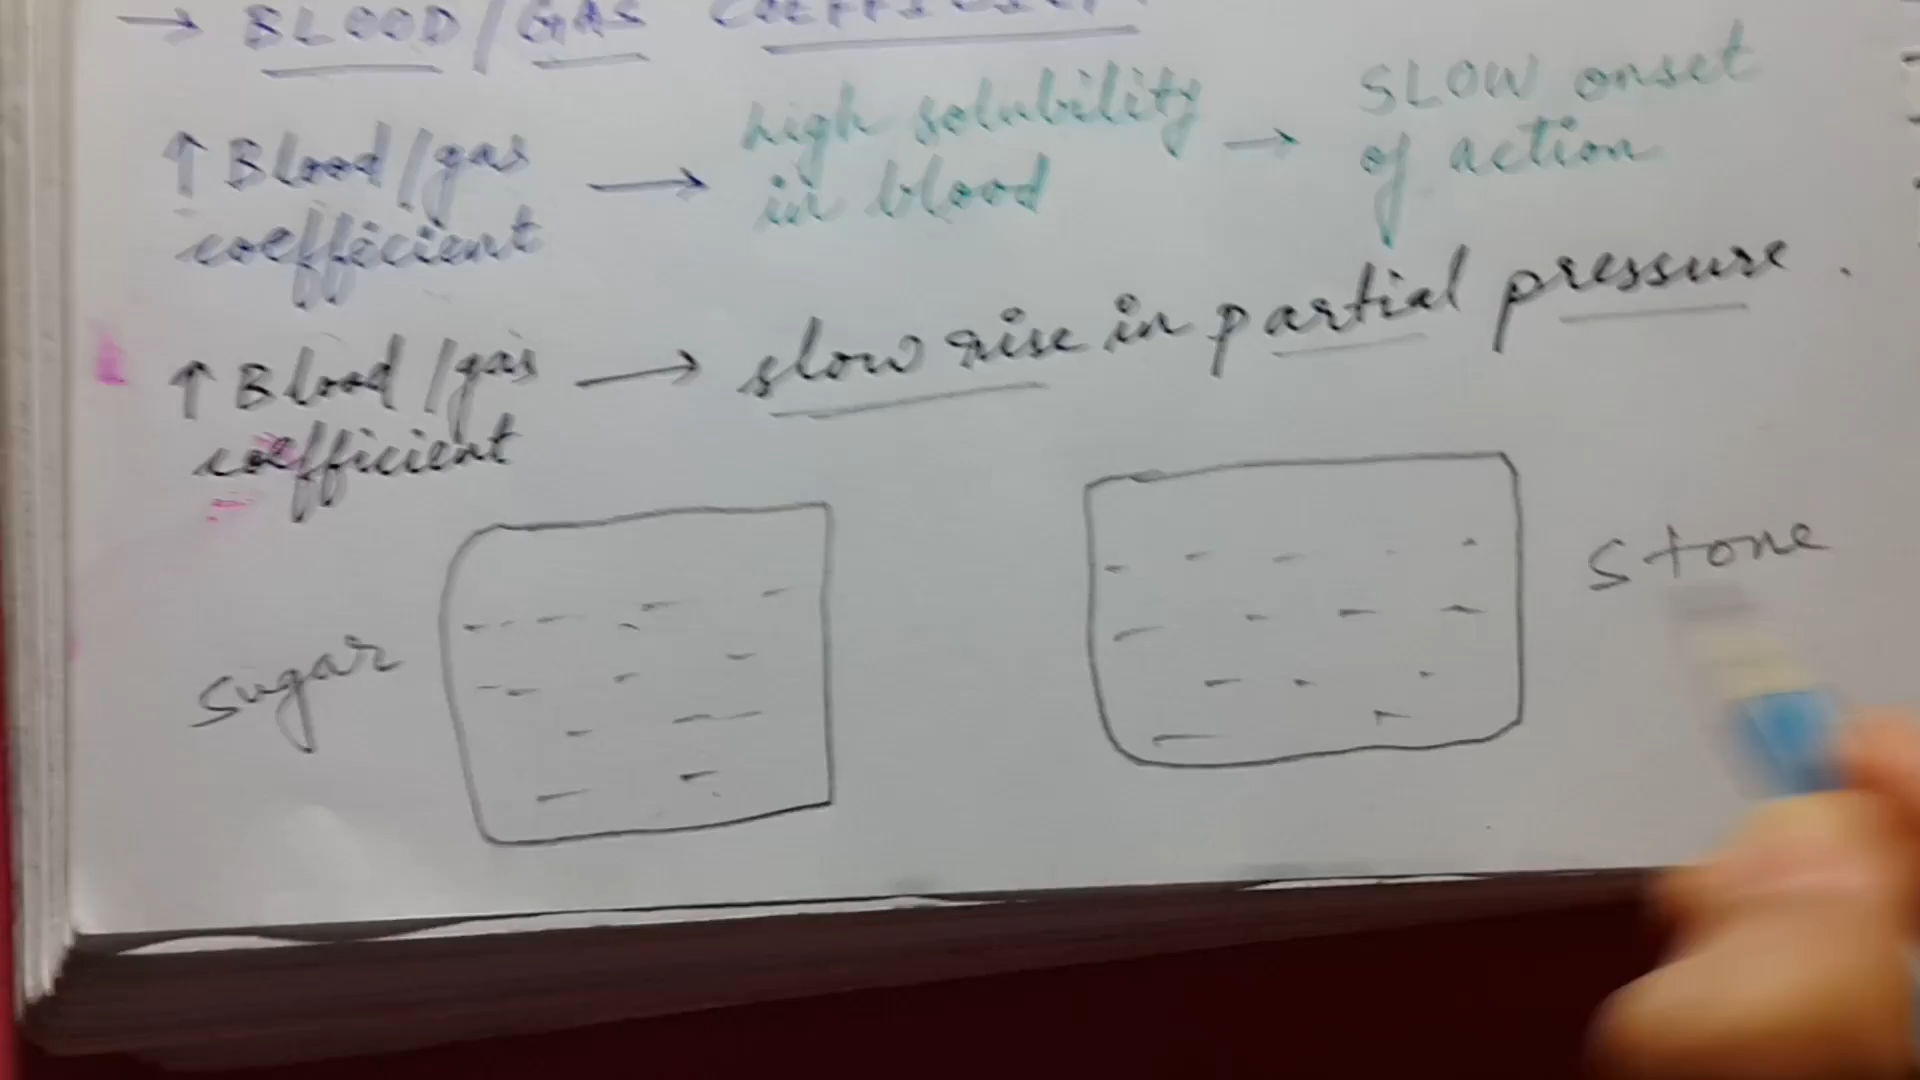 → BLOOD/GAS COEFFICIENT
↑ Blood/gas coefficient → high solubility in blood → SLOW onset of action
↑ Blood/gas coefficient → slow rise in partial pressure.
sugar
stone